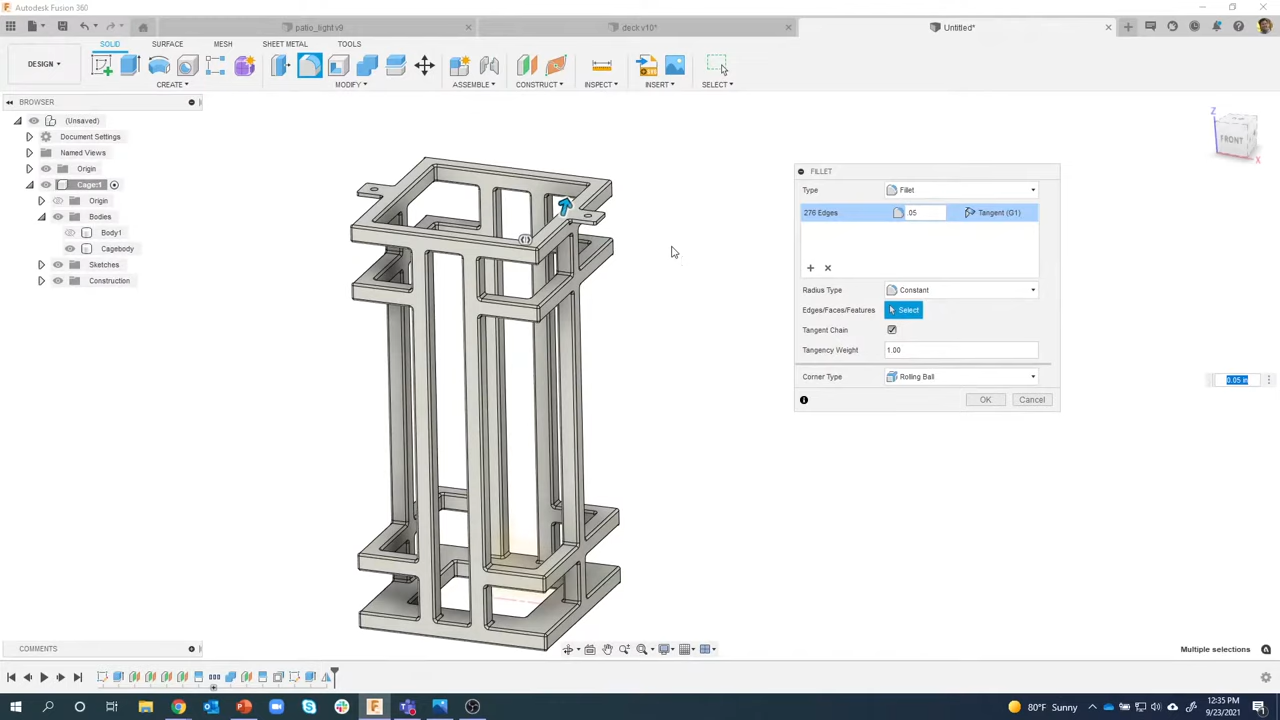 Autodesk Fusion 360
patio_light v9
deck v10*
Untitled*
SOLID SURFACE MESH SHEET METAL TOOLS
DESIGN
CREATE MODIFY ASSEMBLE CONSTRUCT INSPECT INSERT SELECT
BROWSER
(Unsaved)
Document Settings
Named Views
Origin
Cage:1
Origin
Bodies
Body1
Cagebody
Sketches
Construction
Z
FRONT
X
FILLET
Type Fillet
276 Edges .05 Tangent (G1)
Radius Type Constant
Edges/Faces/Features Select
Tangent Chain
Tangency Weight 1.00
Corner Type Rolling Ball
OK Cancel
0.05 in
COMMENTS
Multiple selections
80°F Sunny
12:35 PM
9/23/2021